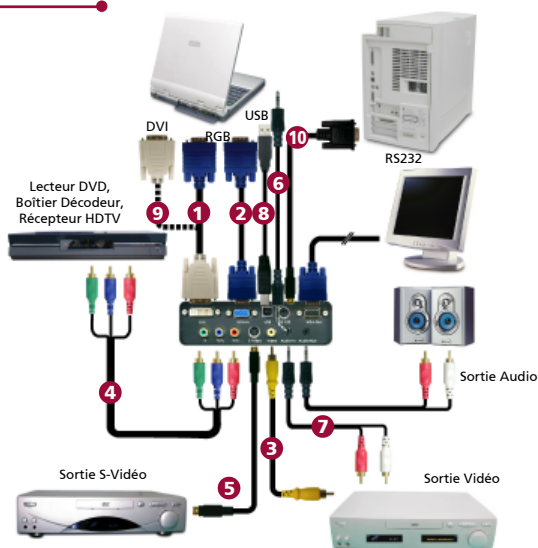 USB
DVI
RGB
10
RS232
6
Lecteur DVD,
Boîtier Décodeur,
Récepteur HDTV
9
1
2
8
4
Sortie Audio
7
3
5
Sortie S-Vidéo
Sortie Vidéo